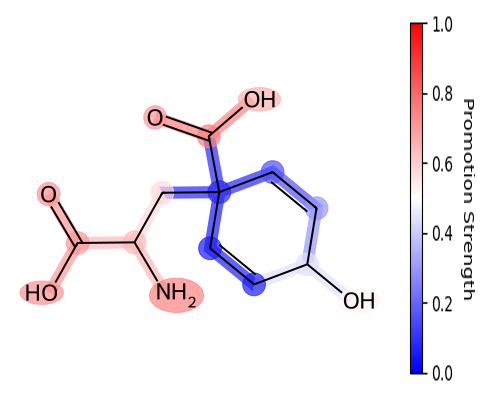 O
OH
O
HO
NH₂
OH
1.0
0.8
0.6
0.4
0.2
0.0
Promotion Strength